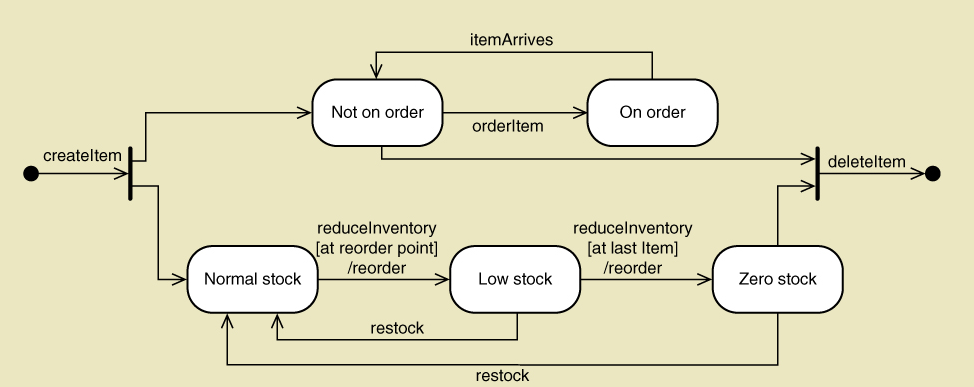 itemArrives
Not on order
On order
orderItem
createItem
deleteItem
reduceInventory
[at reorder point]
/reorder
reduceInventory
[at last Item]
/reorder
Normal stock
Low stock
Zero stock
restock
restock